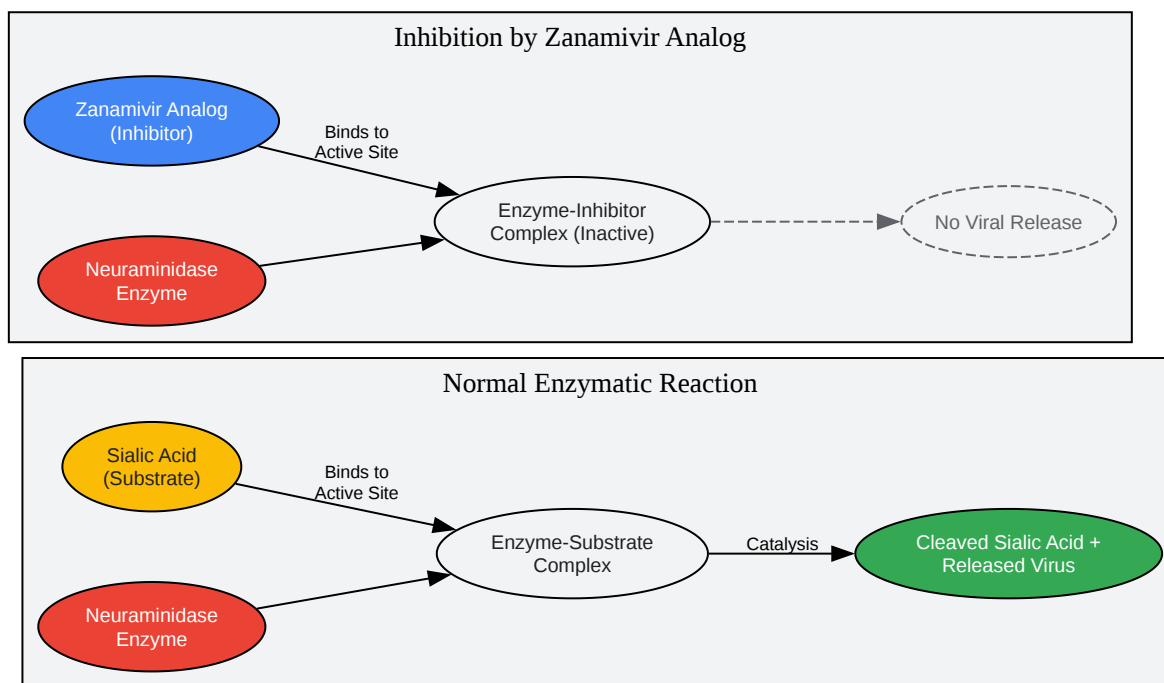 Inhibition by Zanamivir Analog
Zanamivir Analog
(Inhibitor)
Binds to
Active Site
Neuraminidase
Enzyme
Enzyme-Inhibitor
Complex (Inactive)
No Viral Release
Normal Enzymatic Reaction
Sialic Acid
(Substrate)
Binds to
Active Site
Neuraminidase
Enzyme
Enzyme-Substrate
Complex
Catalysis
Cleaved Sialic Acid +
Released Virus